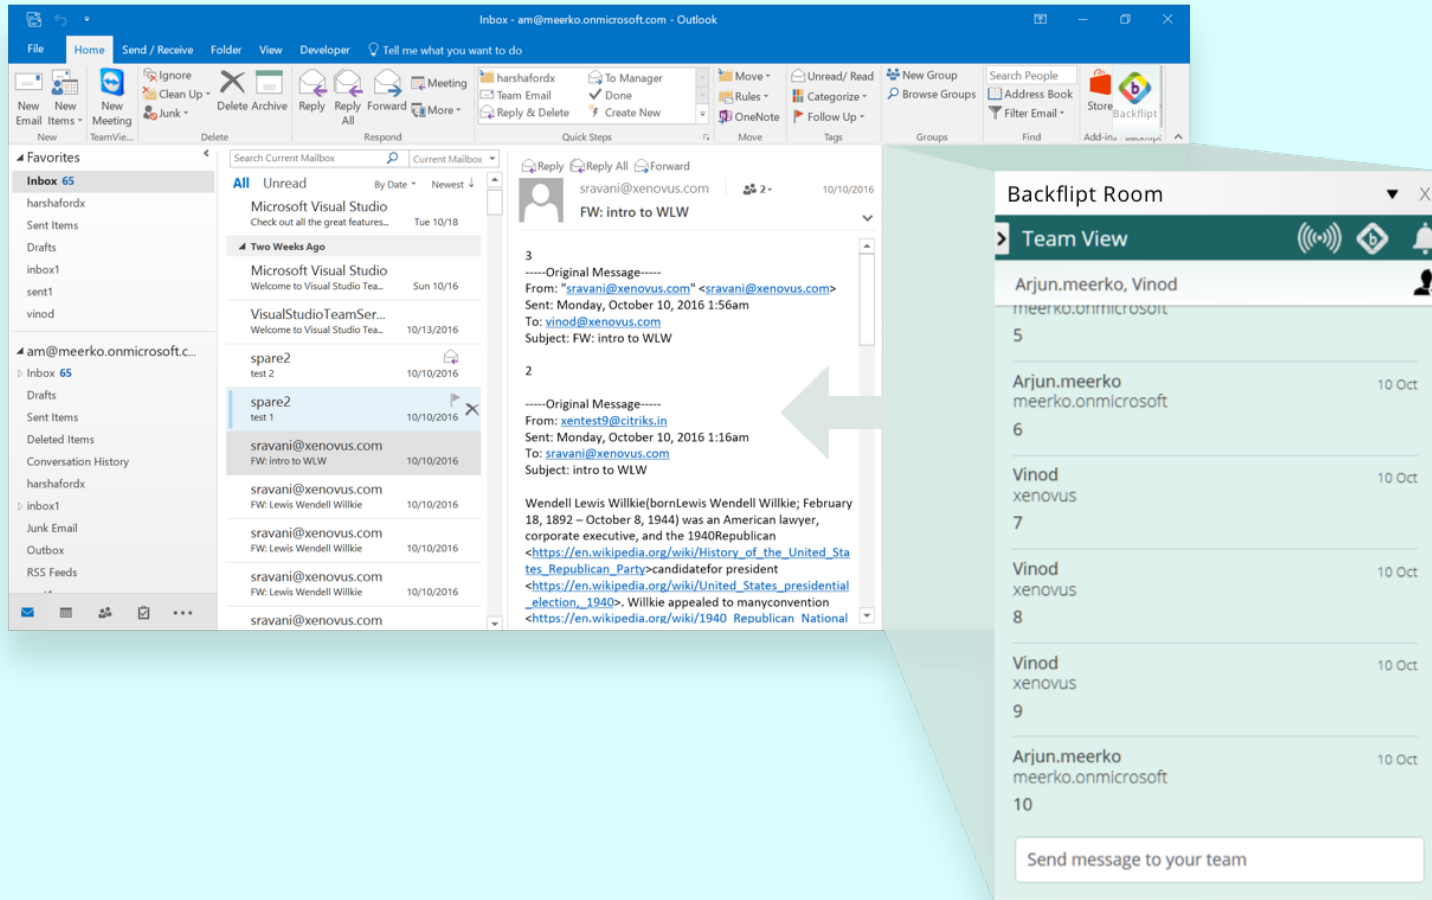 Inbox - am@meerko.onmicrosoft.com - Outlook
File Home Send / Receive Folder View Developer Tell me what you want to do
New Email
New Items
New Meeting
Ignore
Clean Up
Junk
Delete Archive
Reply Reply All Forward
Meeting
More
harshafordx
Team Email
Reply & Delete
To Manager
Done
Create New
Move
Rules
OneNote
Unread/ Read
Categorize
Follow Up
New Group
Browse Groups
Search People
Address Book
Filter Email
Store
Backflipt
New TeamVie... Delete Respond Quick Steps Move Tags Groups Find Add-ins Backflipt
Favorites
Inbox 65
harshafordx
Sent Items
Drafts
inbox1
sent1
vinod
am@meerko.onmicrosoft.c...
Inbox 65
Drafts
Sent Items
Deleted Items
Conversation History
harshafordx
inbox1
Junk Email
Outbox
RSS Feeds
Search Current Mailbox Current Mailbox
All Unread By Date Newest ↓
Microsoft Visual Studio
Check out all the great features... Tue 10/18
Two Weeks Ago
Microsoft Visual Studio
Welcome to Visual Studio Tea... Sun 10/16
VisualStudioTeamSer...
Welcome to Visual Studio Tea... 10/13/2016
spare2
test 2 10/10/2016
spare2
test 1 10/10/2016
sravani@xenovus.com
FW: intro to WLW 10/10/2016
sravani@xenovus.com
FW: Lewis Wendell Willkie 10/10/2016
sravani@xenovus.com
FW: Lewis Wendell Willkie 10/10/2016
sravani@xenovus.com
FW: Lewis Wendell Willkie 10/10/2016
sravani@xenovus.com
Reply Reply All Forward
sravani@xenovus.com 2 10/10/2016
FW: intro to WLW
3
-----Original Message-----
From: "sravani@xenovus.com" <sravani@xenovus.com>
Sent: Monday, October 10, 2016 1:56am
To: vinod@xenovus.com
Subject: FW: intro to WLW
2
-----Original Message-----
From: xentest9@citriks.in
Sent: Monday, October 10, 2016 1:16am
To: sravani@xenovus.com
Subject: intro to WLW
Wendell Lewis Willkie(bornLewis Wendell Willkie; February
18, 1892 – October 8, 1944) was an American lawyer,
corporate executive, and the 1940Republican
<https://en.wikipedia.org/wiki/History_of_the_United_Sta
tes_Republican_Party>candidatefor president
<https://en.wikipedia.org/wiki/United_States_presidential
_election,_1940>. Willkie appealed to manyconvention
<https://en.wikipedia.org/wiki/1940_Republican_National
Backflipt Room X
Team View
Arjun.meerko, Vinod
meerko.onmicrosoft
5
Arjun.meerko 10 Oct
meerko.onmicrosoft
6
Vinod 10 Oct
xenovus
7
Vinod 10 Oct
xenovus
8
Vinod 10 Oct
xenovus
9
Arjun.meerko 10 Oct
meerko.onmicrosoft
10
Send message to your team